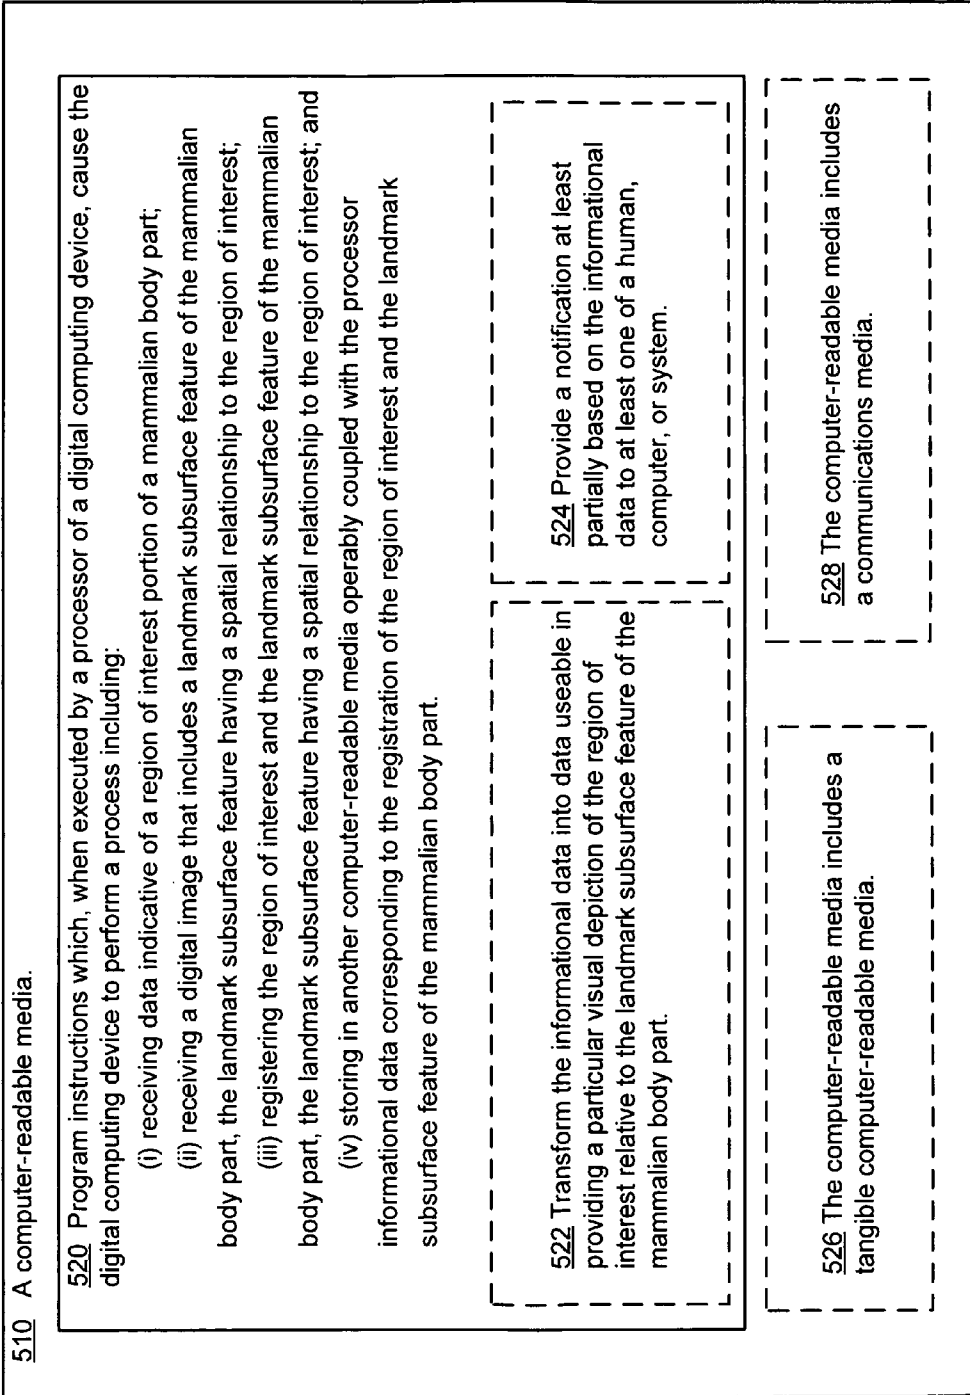 510 A computer-readable media.
520 Program instructions which, when executed by a processor of a digital computing device, cause the
digital computing device to perform a process including:
(i) receiving data indicative of a region of interest portion of a mammalian body part;
(ii) receiving a digital image that includes a landmark subsurface feature of the mammalian
body part, the landmark subsurface feature having a spatial relationship to the region of interest;
(iii) registering the region of interest and the landmark subsurface feature of the mammalian
body part, the landmark subsurface feature having a spatial relationship to the region of interest; and
(iv) storing in another computer-readable media operably coupled with the processor
informational data corresponding to the registration of the region of interest and the landmark
subsurface feature of the mammalian body part.
522 Transform the informational data into data useable in
providing a particular visual depiction of the region of
interest relative to the landmark subsurface feature of the
mammalian body part.
524 Provide a notification at least
partially based on the informational
data to at least one of a human,
computer, or system.
526 The computer-readable media includes a
tangible computer-readable media.
528 The computer-readable media includes
a communications media.